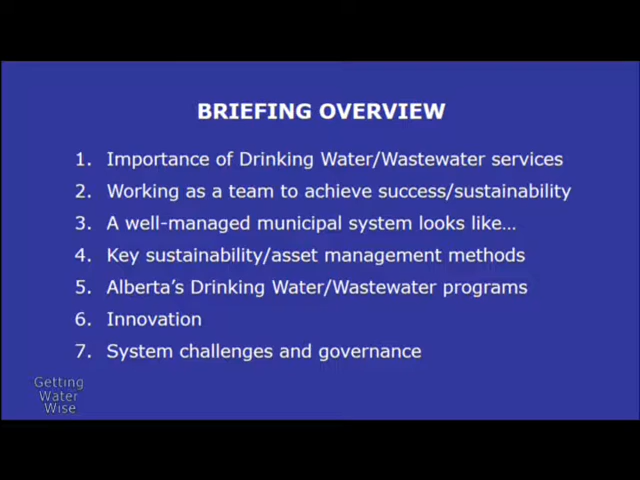 BRIEFING OVERVIEW
1. Importance of Drinking Water/Wastewater services
2. Working as a team to achieve success/sustainability
3. A well-managed municipal system looks like…
4. Key sustainability/asset management methods
5. Alberta’s Drinking Water/Wastewater programs
6. Innovation
7. System challenges and governance
Getting
Water
Wise